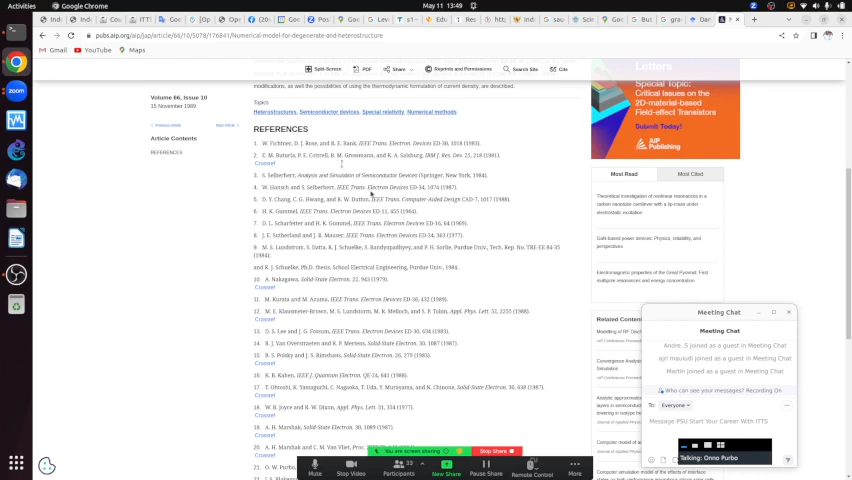 May 11 13:49
Activities
Google Chrome
pubs.aip.org/aip/jap/article/66/10/5078/176841/Numerical-model-for-degenerate-and-heterostructure
Gmail
YouTube
Maps
Split-Screen
PDF
Share
Reprints and Permissions
Search Site
Cite
modifications, as well as the possibilities of using the thermodynamic formulation of current density, are described.
Volume 66, Issue 10
15 November 1989
Previous Article
Next Article
Article Contents
REFERENCES
Topics
Heterostructures, Semiconductor devices, Special relativity, Numerical methods
REFERENCES
1. W. Fichtner, D. J. Rose, and R. E. Bank, IEEE Trans. Electron. Devices ED-30, 1018 (1983).
2. E. M. Buturla, P. E. Cottrell, B. M. Grossmann, and K. A. Salsburg, IBM J. Res. Dev. 25, 218 (1981).
Crossref
3. S. Selberherr, Analysis and Simulation of Semiconductor Devices (Springer, New York, 1984).
4. W. Hansch and S. Selberherr, IEEE Trans. Electron Devices ED-34, 1074 (1987).
5. D. Y. Chang, C. G. Hwang, and R. W. Dutton, IEEE Trans. Computer-Aided Design CAD-7, 1017 (1988).
6. H. K. Gummel, IEEE Trans. Electron Devices ED-11, 455 (1964).
7. D. L. Scharfetter and H. K. Gummel, IEEE Trans. Electron Devices ED-16, 64 (1969).
8. J. E. Sutherland and J. R. Hauser, IEEE Trans. Electron Devices ED-24, 363 (1977).
9. M. S. Lundstrom, S. Datta, R. J. Schuelke, S. Bandyopadhyey, and P. H. Sorlie, Purdue Univ., Tech. Rep. No. TRE-EE 84-35
(1984);
and R. J. Schuelke, Ph.D. thesis, School Electrical Engineering, Purdue Univ., 1984.
10. A. Nakagawa, Solid-State Electron. 22, 943 (1979).
Crossref
11. M. Kurata and M. Azuma, IEEE Trans. Electron Devices ED-36, 432 (1989).
12. M. E. Klausmeier-Brown, M. S. Lundstrom, M. R. Melloch, and S. P. Tobin, Appl. Phys. Lett. 52, 2255 (1988).
Crossref
13. D. S. Lee and J. G. Fossum, IEEE Trans. Electron Devices ED-30, 634 (1983).
14. R. J. Van Overstraeten and R. P. Mertens, Solid-State Electron. 30, 1087 (1987).
15. B. S. Polsky and J. S. Rimshans, Solid-State Electron. 26, 279 (1983).
Crossref
16. K. B. Kahen, IEEE J. Quantum Electron. QE-24, 641 (1988).
17. T. Ohtoshi, K. Yamaguchi, C. Nagaoka, T. Uda, Y. Murayama, and N. Chinone, Solid-State Electron. 30, 638 (1987).
Crossref
18. W. B. Joyce and R. W. Dixon, Appl. Phys. Lett. 31, 354 (1977).
Crossref
19. A. H. Marshak, Solid-State Electron. 30, 1089 (1987).
Crossref
20. A. H. Marshak and C. M. Van Vliet,
Crossref
21. O. W. Purbo,
Letters
Special Topic:
Critical Issues on
the 2D-material-based
Field-effect Transistors
Submit Today!
AIP Publishing
Most Read
Most Cited
Theoretical investigation of nonlinear resonances in a
carbon nanotube cantilever with a tip-mass under
electrostatic excitation
GaN-based power devices: Physics, reliability, and
perspectives
Electromagnetic properties of the Great Pyramid: First
multipole resonances and energy concentration
Related Content
Modelling of RF
Convergence Analysis
Simulation
Analytic
layers in
Computer model of
Computer simulation of the effects of interface
Meeting Chat
Meeting Chat
Andre .S joined as a guest in Meeting Chat
ajri mauludi joined as a guest in Meeting Chat
Martin joined as a guest in Meeting Chat
Who can see your messages? Recording On
To: Everyone
Message PSU Start Your Career With ITTS
Talking: Onno Purbo
You are screen sharing
Stop Share
Mute
Stop Video
Participants
33
New Share
Pause Share
Remote Control
More